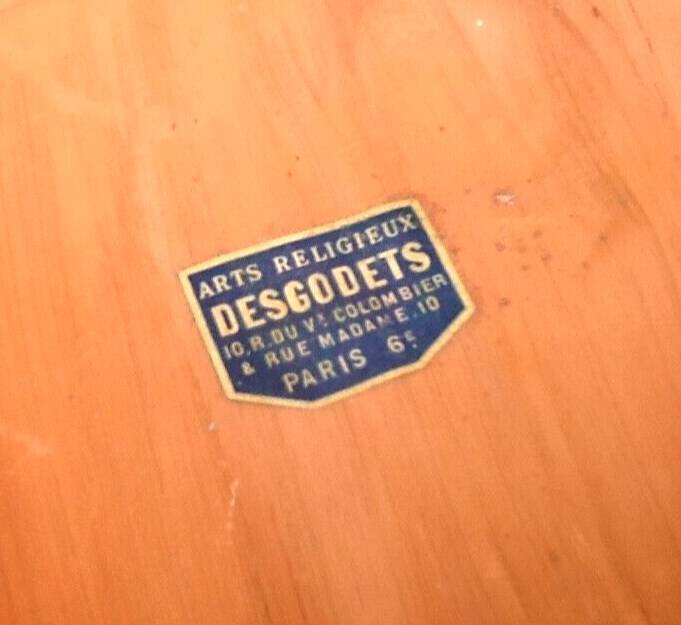 ARTS RELIGIEUX
DESGODETS
10, R. DU Vx COLOMBIER
& RUE MADAME. 10
PARIS 6E